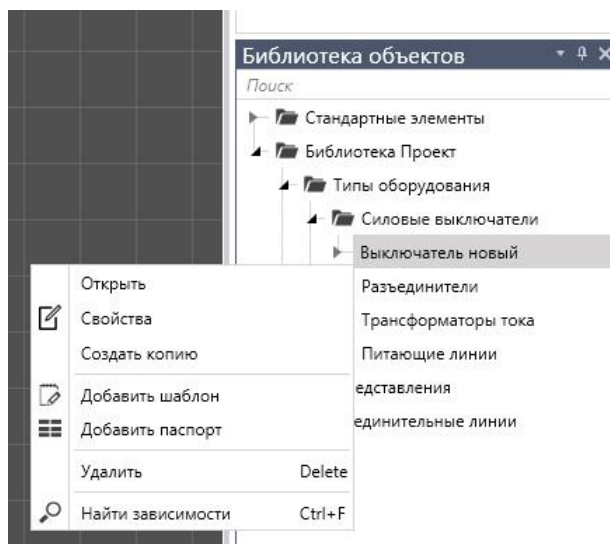 Библиотека объектов
Поиск
Стандартные элементы
Библиотека Проект
Типы оборудования
Силовые выключатели
Выключатель новый
Разъединители
Трансформаторы тока
Питающие линии
едставления
единительные линии
Открыть
Свойства
Создать копию
Добавить шаблон
Добавить паспорт
Удалить Delete
Найти зависимости Ctrl+F